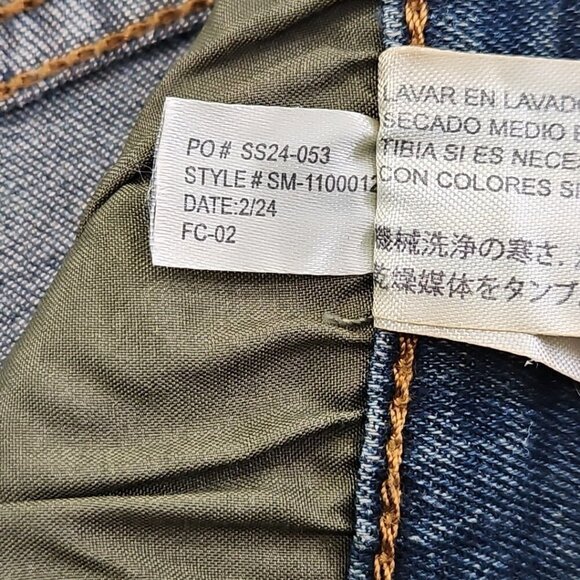 PO# SS24-053
STYLE# SM-1100012
DATE:2/24
FC-02
LAVAR EN LAVAD
SECADO MEDIO
TIBIA SI ES NECE
CON COLORES SI
機械洗浄の寒さ.
乾燥媒体をタンブ